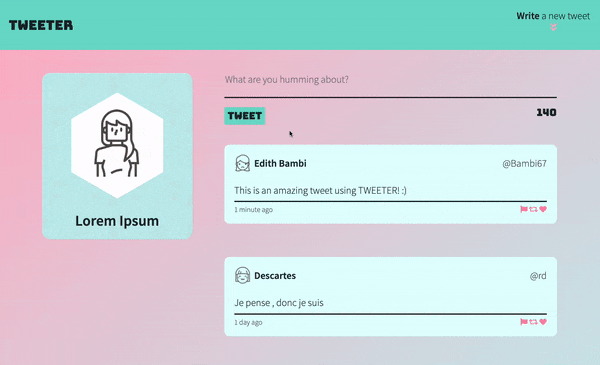 TWEETER
Write a new tweet
Lorem Ipsum
What are you humming about?
TWEET
140
Edith Bambi
@Bambi67
This is an amazing tweet using TWEETER! :)
1 minute ago
Descartes
@rd
Je pense , donc je suis
1 day ago